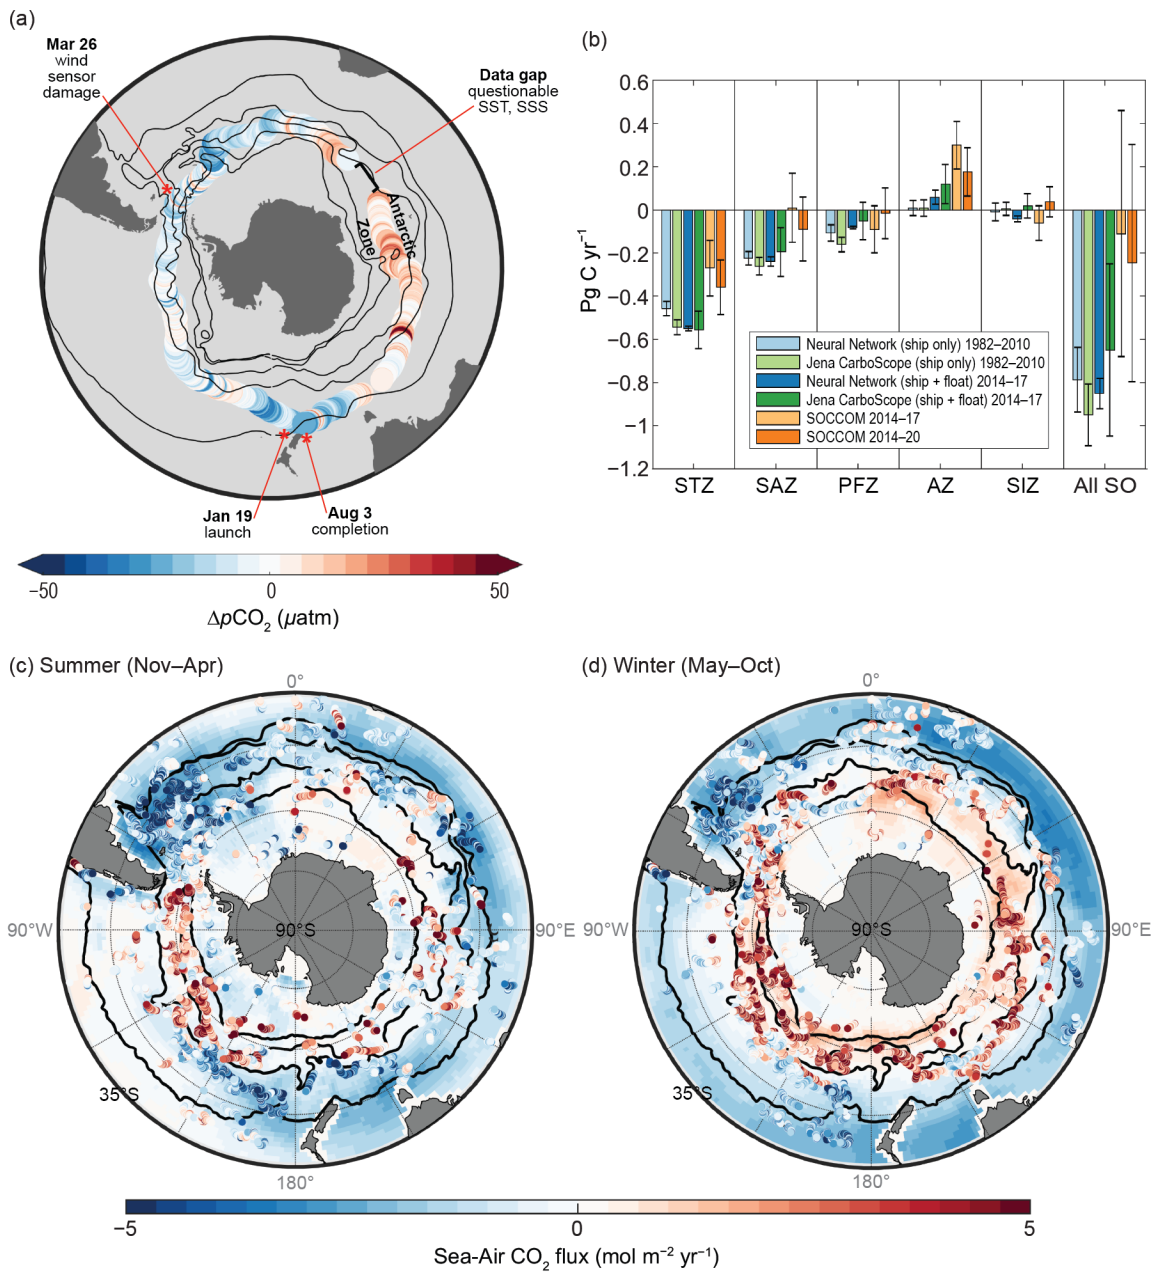 (a)
Mar 26
wind
sensor
damage
Data gap
questionable
SST, SSS
Antarctic
Zone
Jan 19
launch
Aug 3
completion
−50
0
50
ΔpCO₂ (μatm)
(b)
0.6
0.4
0.2
0
−0.2
−0.4
−0.6
−0.8
−1
−1.2
Pg C yr⁻¹
Neural Network (ship only) 1982–2010
Jena CarboScope (ship only) 1982–2010
Neural Network (ship + float) 2014–17
Jena CarboScope (ship + float) 2014–17
SOCCOM 2014–17
SOCCOM 2014–20
STZ SAZ PFZ AZ SIZ All SO
(c) Summer (Nov–Apr)
0°
90°W
90°S
90°E
35°S
180°
(d) Winter (May–Oct)
0°
90°W
90°S
90°E
35°S
180°
−5
0
5
Sea-Air CO₂ flux (mol m⁻² yr⁻¹)